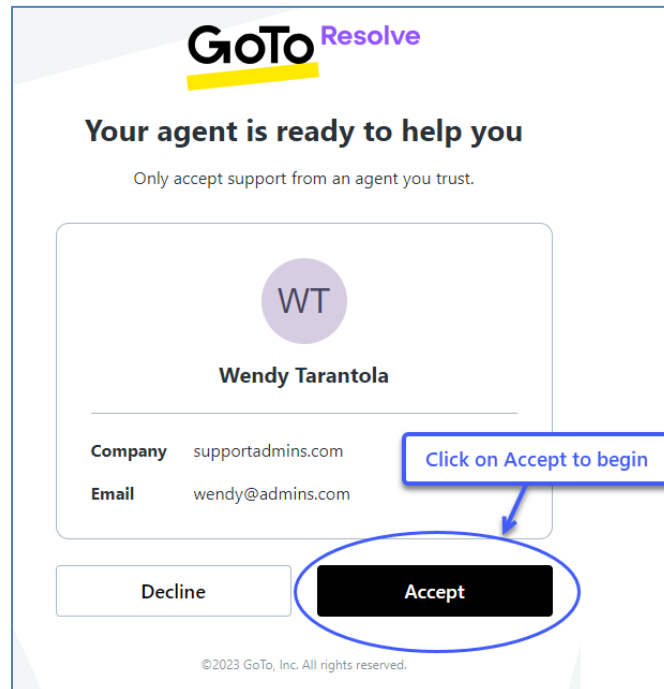 GoTo Resolve
Your agent is ready to help you
Only accept support from an agent you trust.
WT
Wendy Tarantola
Company supportadmins.com
Email wendy@admins.com
Click on Accept to begin
Decline Accept
©2023 GoTo, Inc. All rights reserved.